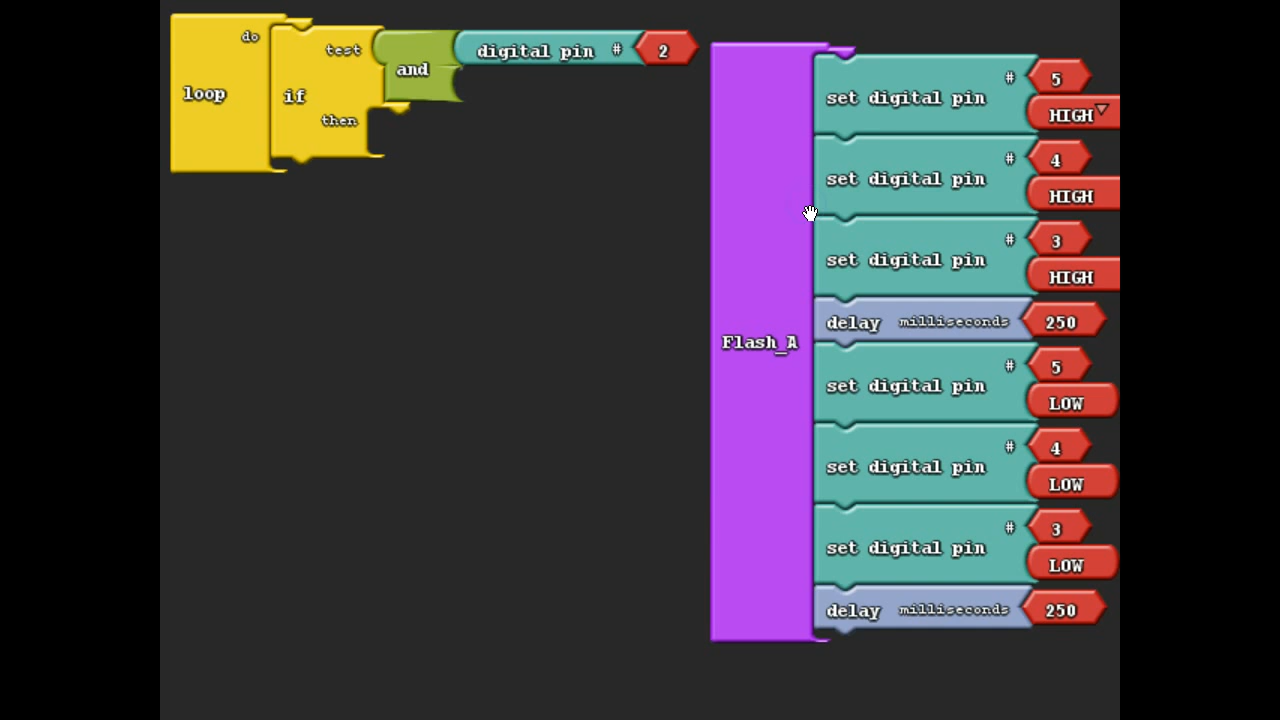 do
test
digital pin # 2
and
loop
if
then
Flash_A
set digital pin # 5
HIGH
set digital pin # 4
HIGH
set digital pin # 3
HIGH
delay milliseconds 250
set digital pin # 5
LOW
set digital pin # 4
LOW
set digital pin # 3
LOW
delay milliseconds 250